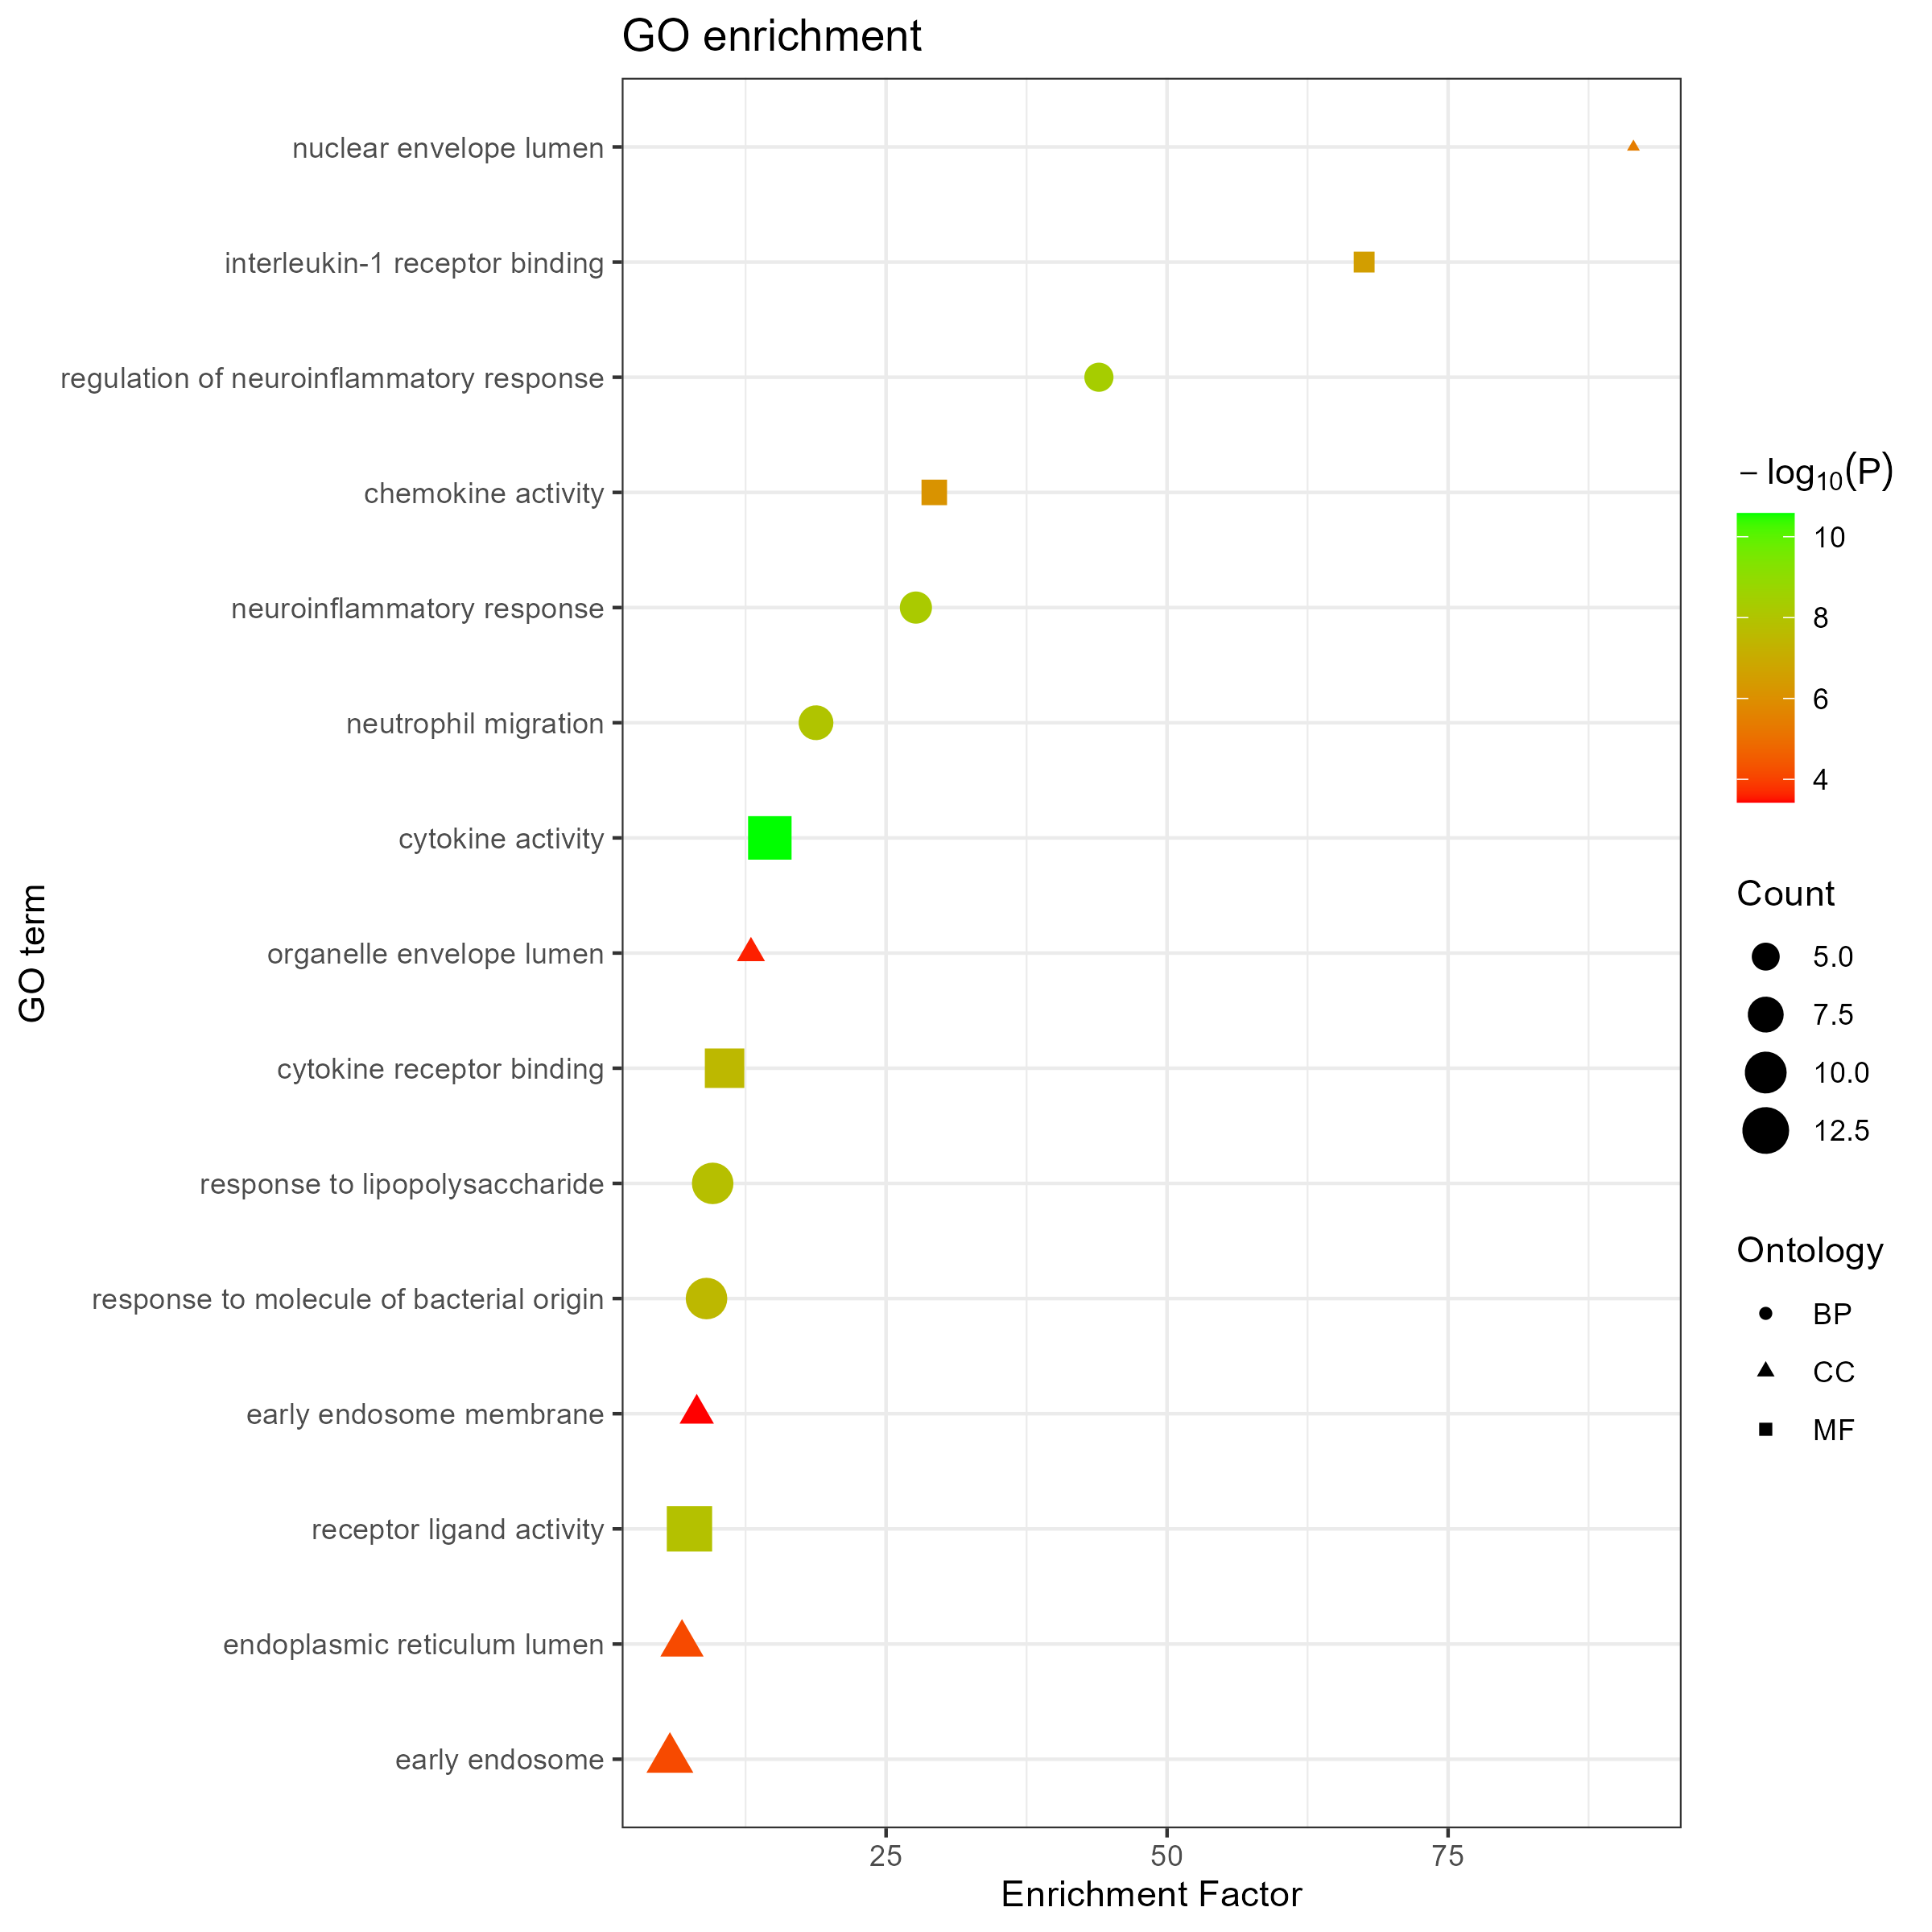 GO enrichment
nuclear envelope lumen
interleukin-1 receptor binding
regulation of neuroinflammatory response
chemokine activity
neuroinflammatory response
neutrophil migration
cytokine activity
organelle envelope lumen
cytokine receptor binding
response to lipopolysaccharide
response to molecule of bacterial origin
early endosome membrane
receptor ligand activity
endoplasmic reticulum lumen
early endosome
GO term
25 50 75
Enrichment Factor
− log₁₀(P)
10
8
6
4
Count
5.0
7.5
10.0
12.5
Ontology
BP
CC
MF